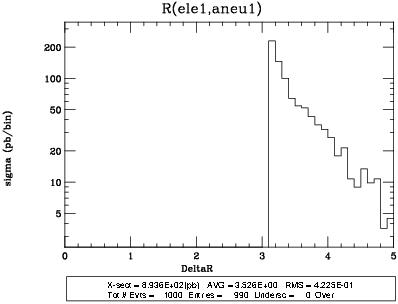 R(ele1,aneu1)
sigma (pb/bin)
200
100
50
20
10
5
0 1 2 3 4 5
DeltaR
X-sect = 8.936E+02(pb) AVG = 3.526E+00 RMS = 4.225E-01
Tot # Evts = 1000 Entries = 990 Undersc = 0 Over